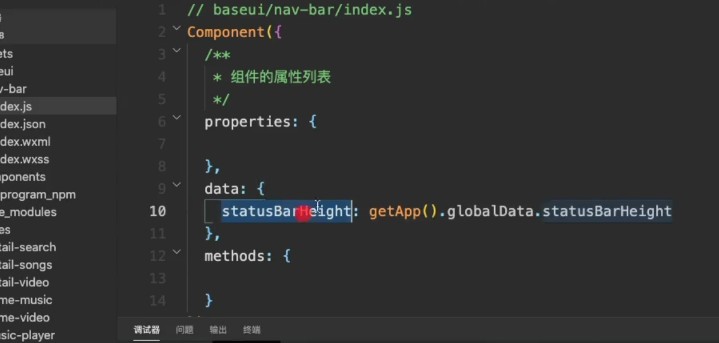 s
ets
eui
v-bar
dex.js
dex.json
dex.wxml
dex.wxss
ponents
program_npm
e_modules
es
tail-search
tail-songs
tail-video
me-music
me-video
usic-player
1 // baseui/nav-bar/index.js
2 Component({
3 /**
4 * 组件的属性列表
5 */
6 properties: {
7
8 },
9 data: {
10 statusBarHeight: getApp().globalData.statusBarHeight
11 },
12 methods: {
13
14 }
调试器 问题 输出 终端